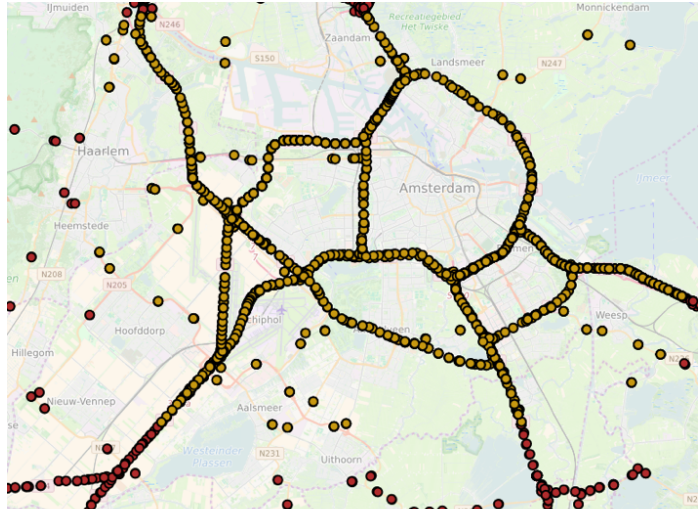 IJmuiden
Monnickendam
N246
Recreatiegebied
Het Twiske
Zaandam
S150
Landsmeer
N247
Haarlem
Amsterdam
IJmeer
Heemstede
N208
N205
Weesp
Hoofddorp
Hillegom
Nieuw-Vennep
Aalsmeer
Westeinder
Plassen
N231
Uithoorn